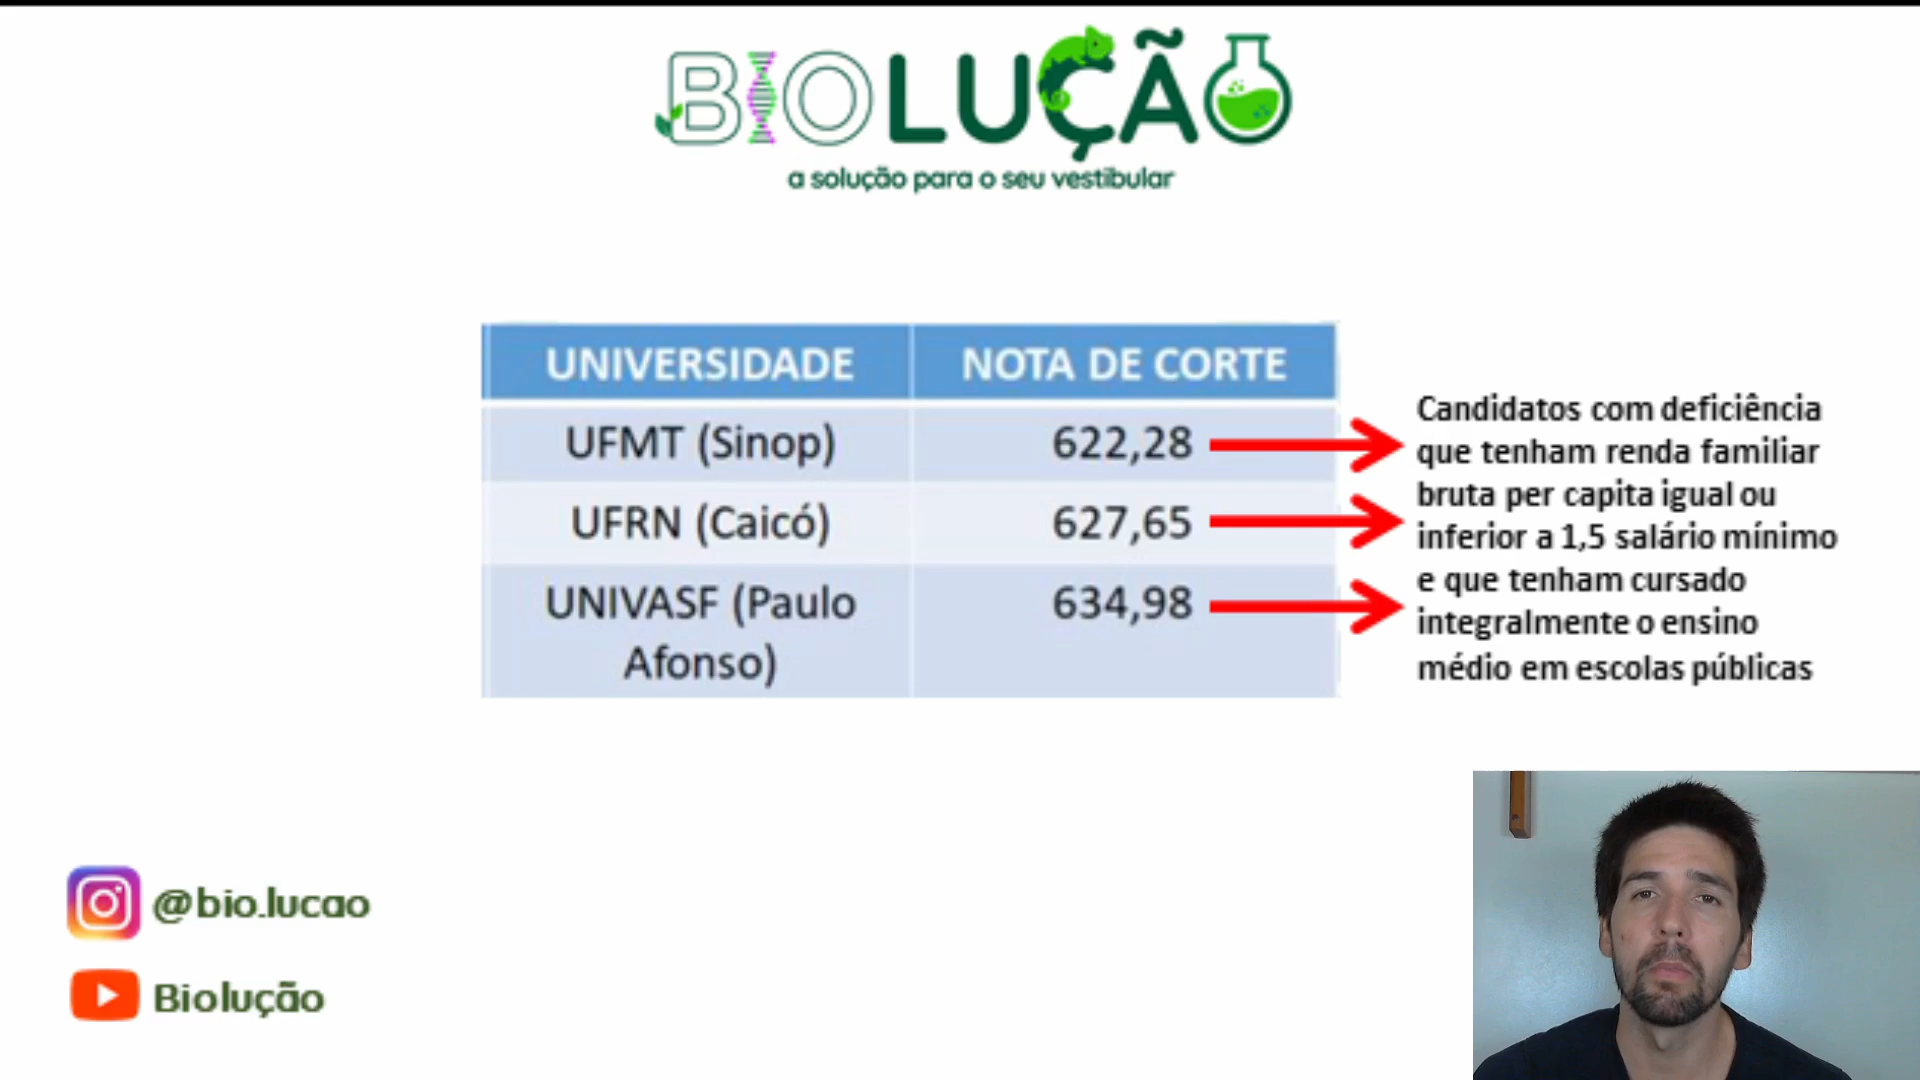 BIOLUÇÃO
a solução para o seu vestibular
UNIVERSIDADE NOTA DE CORTE
UFMT (Sinop) 622,28
UFRN (Caicó) 627,65
UNIVASF (Paulo 634,98
Afonso)
Candidatos com deficiência
que tenham renda familiar
bruta per capita igual ou
inferior a 1,5 salário mínimo
e que tenham cursado
integralmente o ensino
médio em escolas públicas
@bio.lucao
Biolução